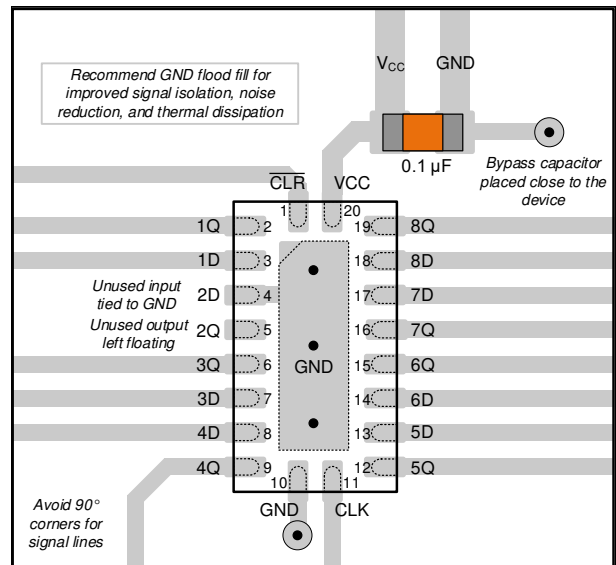 V_CC GND
Recommend GND flood fill for
improved signal isolation, noise
reduction, and thermal dissipation
0.1 µF
Bypass capacitor
placed close to the
device
C̅L̅R̅ VCC
1 20
1Q 2 19 8Q
1D 3 18 8D
Unused input
tied to GND
2D 4 17 7D
Unused output
left floating
2Q 5 16 7Q
3Q 6 15 6Q
GND
3D 7 14 6D
4D 8 13 5D
4Q 9 12 5Q
10 11
GND CLK
Avoid 90°
corners for
signal lines